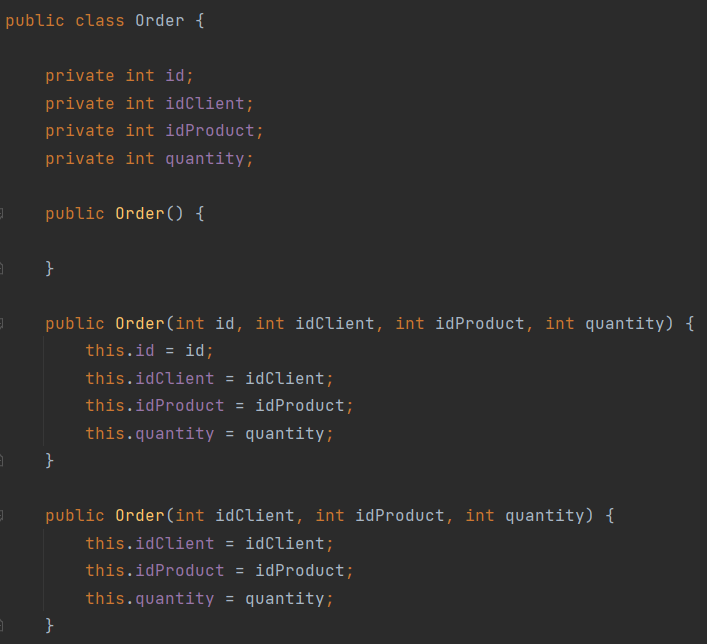 public class Order {
private int id;
private int idClient;
private int idProduct;
private int quantity;
public Order() {
}
public Order(int id, int idClient, int idProduct, int quantity) {
this.id = id;
this.idClient = idClient;
this.idProduct = idProduct;
this.quantity = quantity;
}
public Order(int idClient, int idProduct, int quantity) {
this.idClient = idClient;
this.idProduct = idProduct;
this.quantity = quantity;
}